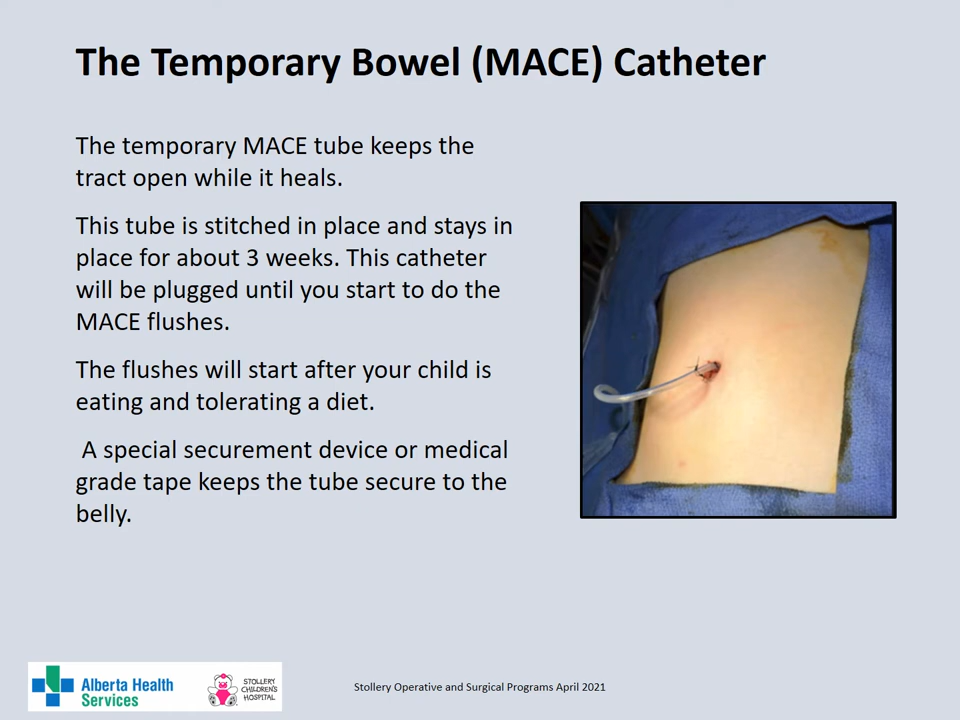 The Temporary Bowel (MACE) Catheter
The temporary MACE tube keeps the
tract open while it heals.
This tube is stitched in place and stays in
place for about 3 weeks. This catheter
will be plugged until you start to do the
MACE flushes.
The flushes will start after your child is
eating and tolerating a diet.
A special securement device or medical
grade tape keeps the tube secure to the
belly.
Alberta Health
Services
STOLLERY
CHILDREN'S
HOSPITAL
Stollery Operative and Surgical Programs April 2021